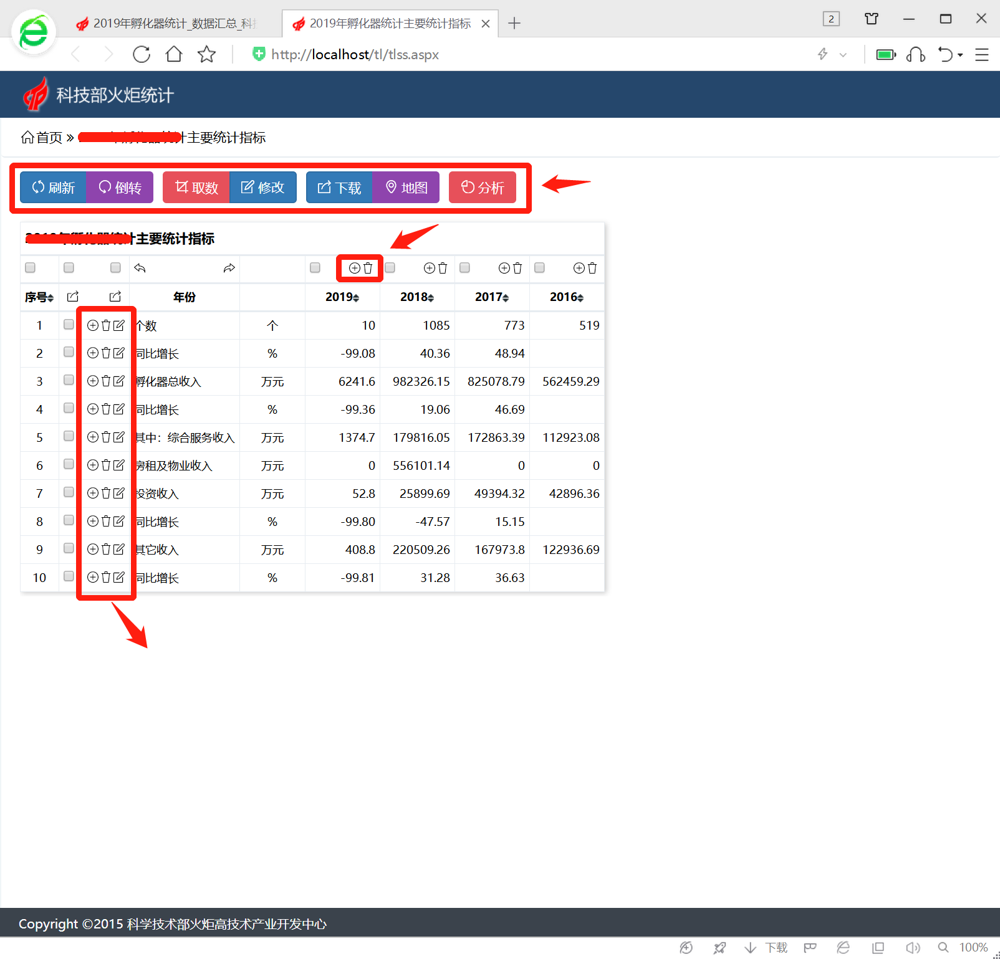 2019年孵化器统计_数据汇总_科
2019年孵化器统计主要统计指标
2
http://localhost/tl/tlss.aspx
科技部火炬统计
首页 » 主要统计指标
刷新 倒转 取数 修改 下载 地图 分析
主要统计指标
序号 年份 2019 2018 2017 2016
1 个数 个 10 1085 773 519
2 同比增长 % -99.08 40.36 48.94
3 孵化器总收入 万元 6241.6 982326.15 825078.79 562459.29
4 同比增长 % -99.36 19.06 46.69
5 其中：综合服务收入 万元 1374.7 179816.05 172863.39 112923.08
6 房租及物业收入 万元 0 556101.14 0 0
7 投资收入 万元 52.8 25899.69 49394.32 42896.36
8 同比增长 % -99.80 -47.57 15.15
9 其它收入 万元 408.8 220509.26 167973.8 122936.69
10 同比增长 % -99.81 31.28 36.63
Copyright ©2015 科学技术部火炬高技术产业开发中心
下载 100%